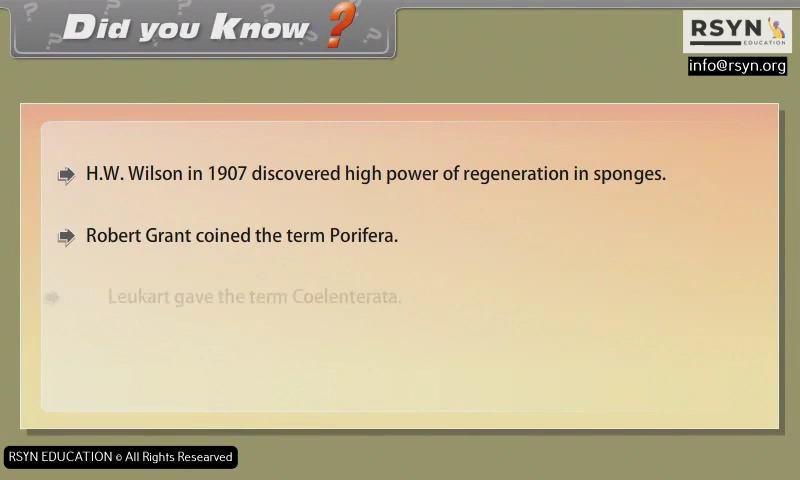 Did you Know ?
RSYN
EDUCATION
info@rsyn.org
H.W. Wilson in 1907 discovered high power of regeneration in sponges.
Robert Grant coined the term Porifera.
Leukart gave the term Coelenterata.
RSYN EDUCATION © All Rights Researved